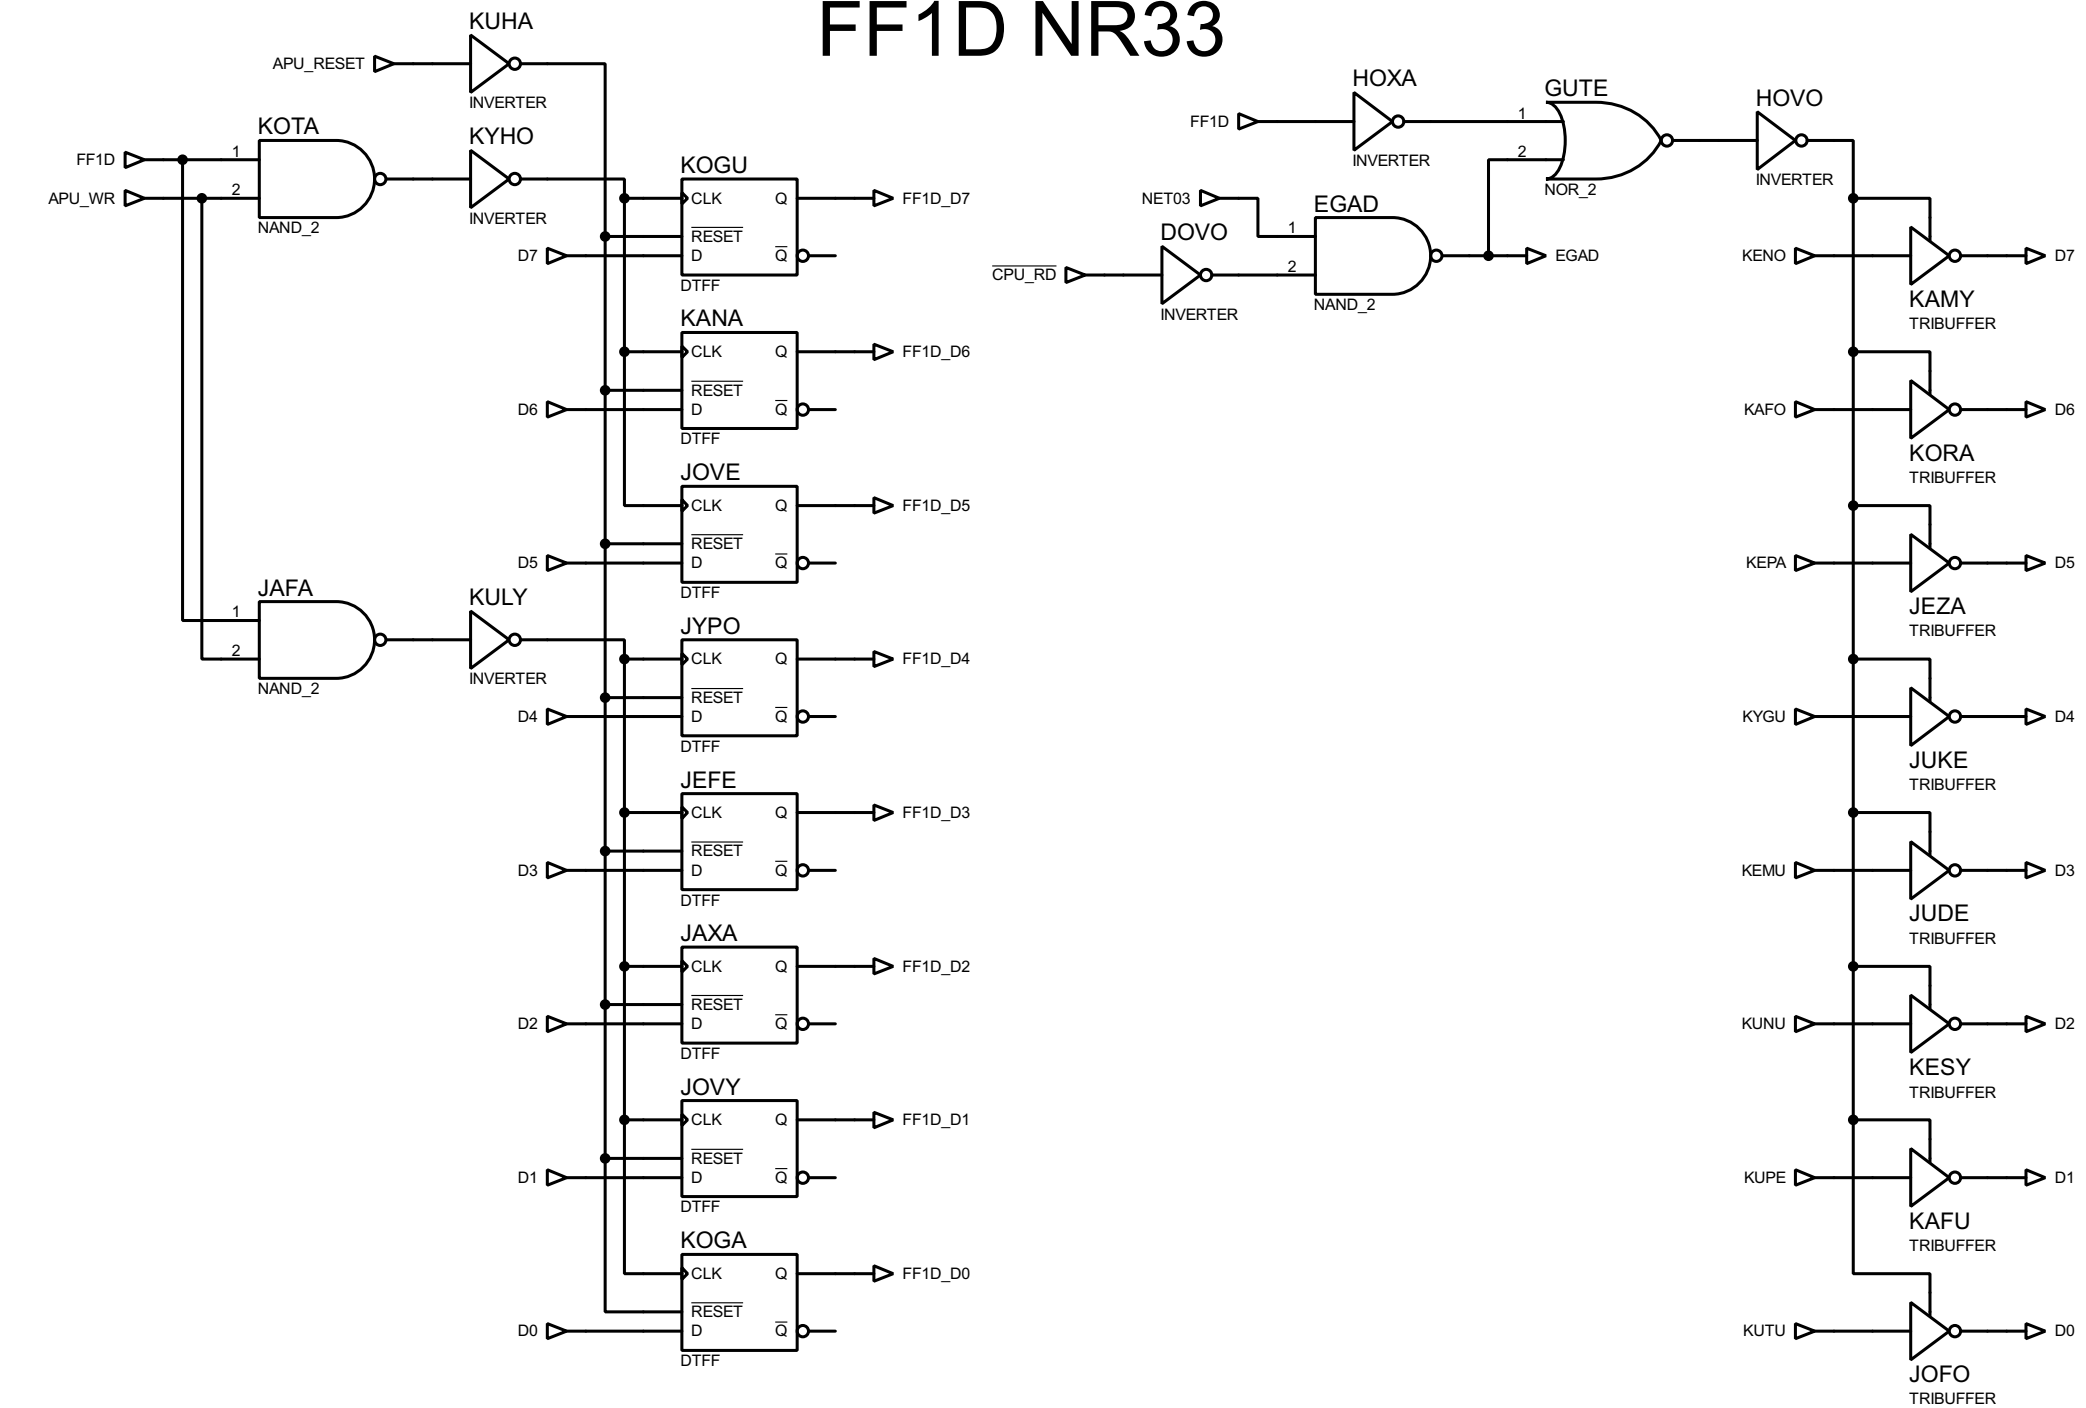 FF1D NR33
KUHA
APU_RESET
INVERTER
KOTA
FF1D
1
APU_WR
2
NAND_2
KYHO
INVERTER
KOGU
CLK Q
FF1D_D7
RESET
D7
D Q
DTFF
KANA
CLK Q
FF1D_D6
RESET
D6
D Q
DTFF
JOVE
CLK Q
FF1D_D5
RESET
D5
D Q
DTFF
JAFA
1
2
NAND_2
KULY
INVERTER
JYPO
CLK Q
FF1D_D4
RESET
D4
D Q
DTFF
JEFE
CLK Q
FF1D_D3
RESET
D3
D Q
DTFF
JAXA
CLK Q
FF1D_D2
RESET
D2
D Q
DTFF
JOVY
CLK Q
FF1D_D1
RESET
D1
D Q
DTFF
KOGA
CLK Q
FF1D_D0
RESET
D0
D Q
DTFF
HOXA
FF1D
INVERTER
GUTE
1
2
NOR_2
HOVO
INVERTER
NET03
DOVO
CPU_RD
INVERTER
EGAD
1
2
NAND_2
EGAD
KENO
D7
KAMY
TRIBUFFER
KAFO
D6
KORA
TRIBUFFER
KEPA
D5
JEZA
TRIBUFFER
KYGU
D4
JUKE
TRIBUFFER
KEMU
D3
JUDE
TRIBUFFER
KUNU
D2
KESY
TRIBUFFER
KUPE
D1
KAFU
TRIBUFFER
KUTU
D0
JOFO
TRIBUFFER